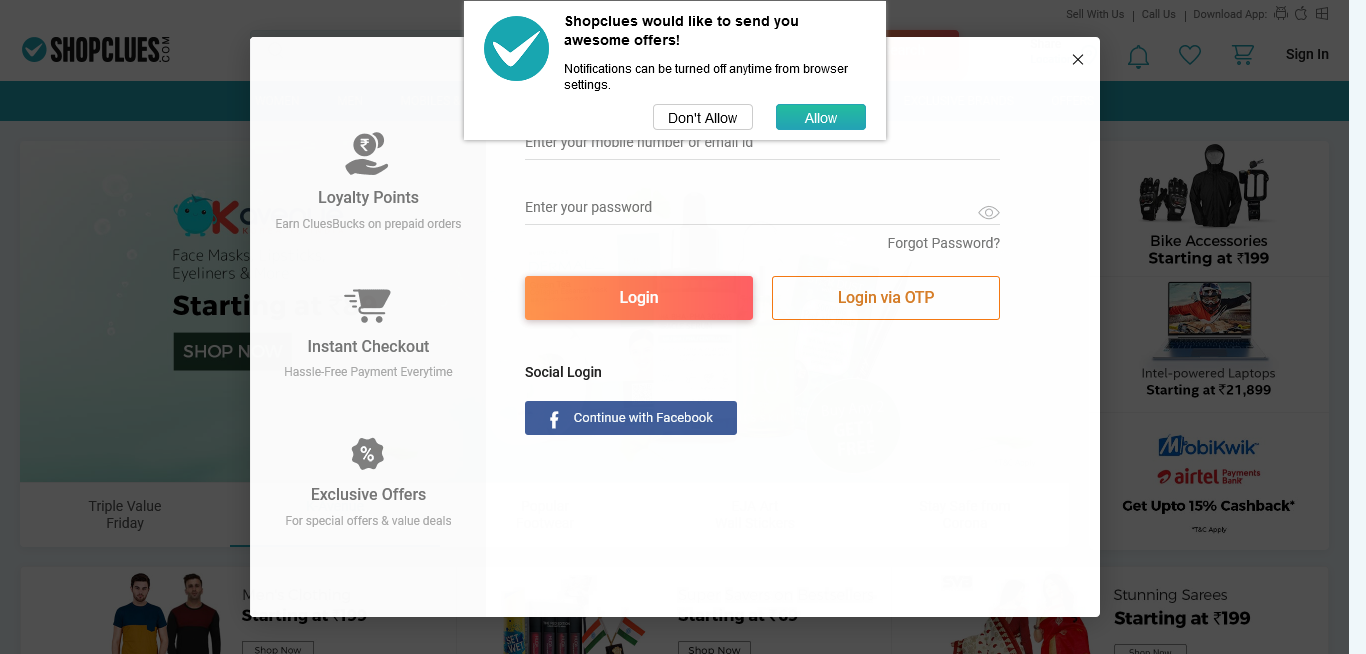 Sell With Us | Call Us | Download App:
SHOPCLUES.COM
Sign In
Shopclues would like to send you
awesome offers!
Notifications can be turned off anytime from browser
settings.
Don't Allow
Allow
Enter your mobile number or email id
Enter your password
Forgot Password?
Login
Login via OTP
Social Login
f Continue with Facebook
₹
Loyalty Points
Earn CluesBucks on prepaid orders
Instant Checkout
Hassle-Free Payment Everytime
%
Exclusive Offers
For special offers & value deals
Face Masks
Eyeliners &
Starting at ₹
SHOP NOW
Triple Value
Friday
Bike Accessories
Starting at ₹199
Intel-powered Laptops
Starting at ₹21,899
MobiKwik
airtel Payments
Bank
Get Upto 15% Cashback*
*T&C Apply
Starting at ₹199
Shop Now
SET WET
Starting at ₹69
Shop Now
Stunning Sarees
Starting at ₹199
Shop Now